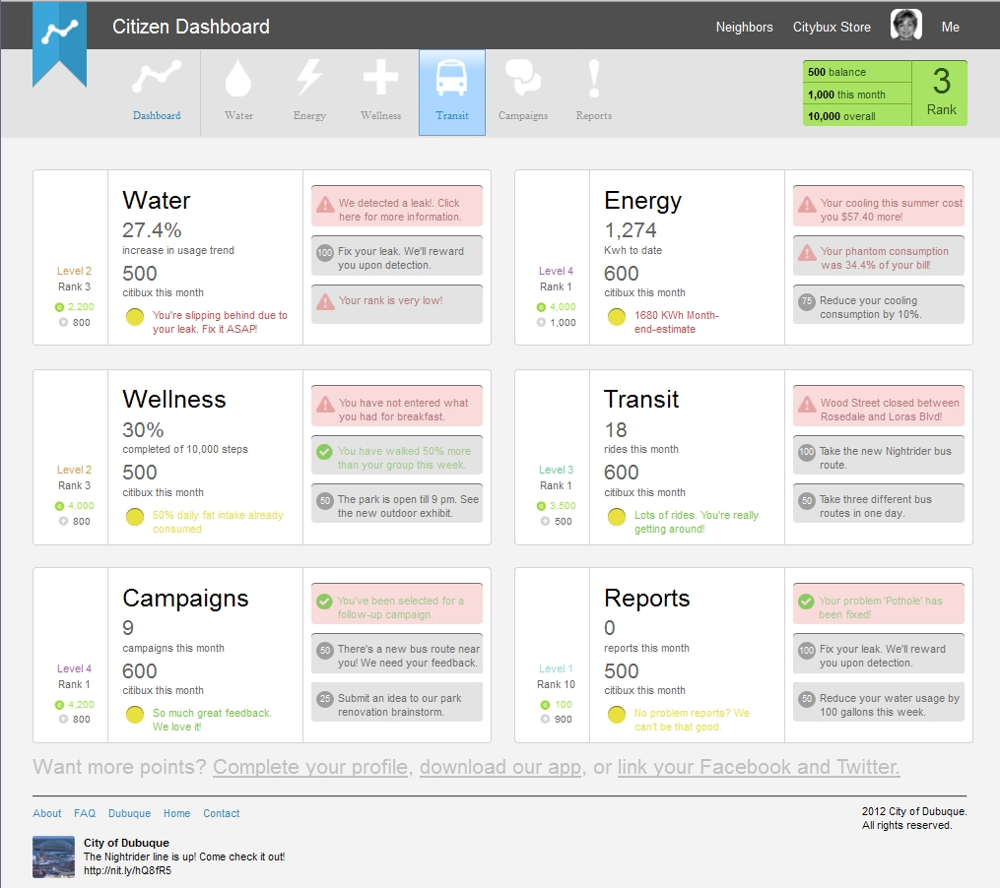 Citizen Dashboard
Neighbors
Citybux Store
Me
Dashboard
Water
Energy
Wellness
Transit
Campaigns
Reports
500 balance
1,000 this month
10,000 overall
3
Rank
Level 2
Rank 3
2,200
800
Water
27.4%
increase in usage trend
500
citibux this month
You're slipping behind due to
your leak. Fix it ASAP!
We detected a leak!. Click
here for more information.
100
Fix your leak. We'll reward
you upon detection.
Your rank is very low!
Level 4
Rank 1
4,000
1,000
Energy
1,274
Kwh to date
600
citibux this month
1680 KWh Month-
end-estimate
Your cooling this summer cost
you $57.40 more!
Your phantom consumption
was 34.4% of your bill!
75
Reduce your cooling
consumption by 10%.
Level 2
Rank 3
4,000
800
Wellness
30%
completed of 10,000 steps
500
citibux this month
50% daily fat intake already
consumed
You have not entered what
you had for breakfast.
You have walked 50% more
than your group this week.
50
The park is open till 9 pm. See
the new outdoor exhibit.
Level 3
Rank 1
3,500
500
Transit
18
rides this month
600
citibux this month
Lots of rides. You're really
getting around!
Wood Street closed between
Rosedale and Loras Blvd!
100
Take the new Nightrider bus
route.
50
Take three different bus
routes in one day.
Level 4
Rank 1
4,200
800
Campaigns
9
campaigns this month
600
citibux this month
So much great feedback.
We love it!
You've been selected for a
follow-up campaign.
50
There's a new bus route near
you! We need your feedback.
25
Submit an idea to our park
renovation brainstorm.
Level 1
Rank 10
100
900
Reports
0
reports this month
500
citibux this month
No problem reports? We
can't be that good.
Your problem 'Pothole' has
been fixed!
100
Fix your leak. We'll reward
you upon detection.
50
Reduce your water usage by
100 gallons this week.
Want more points? Complete your profile, download our app, or link your Facebook and Twitter.
About
FAQ
Dubuque
Home
Contact
2012 City of Dubuque.
All rights reserved.
City of Dubuque
The Nightrider line is up! Come check it out!
http://nit.ly/hQ8fR5